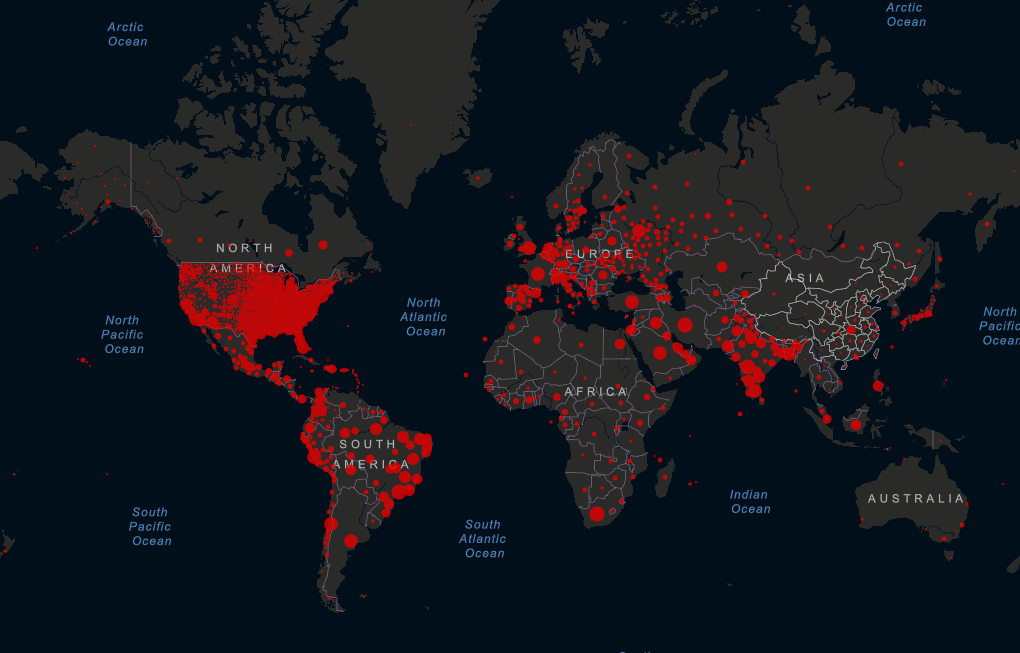 Arctic
Ocean
Arctic
Ocean
NORTH
AMERICA
EUROPE
ASIA
North
Atlantic
Ocean
North
Pacific
Ocean
North
Pacific
Ocean
AFRICA
SOUTH
AMERICA
AUSTRALIA
Indian
Ocean
South
Pacific
Ocean
South
Atlantic
Ocean